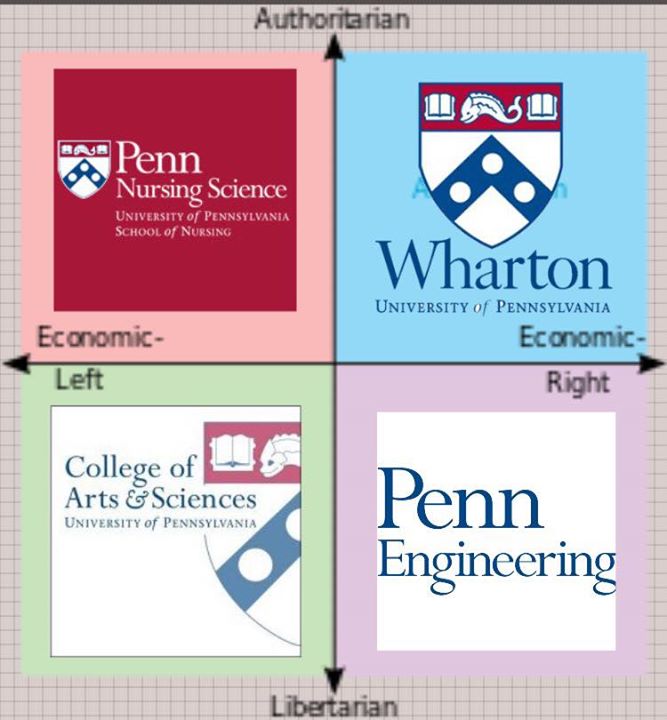 Authoritarian
Penn
Nursing Science
UNIVERSITY of PENNSYLVANIA
SCHOOL of NURSING
Wharton
UNIVERSITY of PENNSYLVANIA
Economic-
Left
Economic-
Right
College of
Arts & Sciences
UNIVERSITY of PENNSYLVANIA
Penn
Engineering
Libertarian